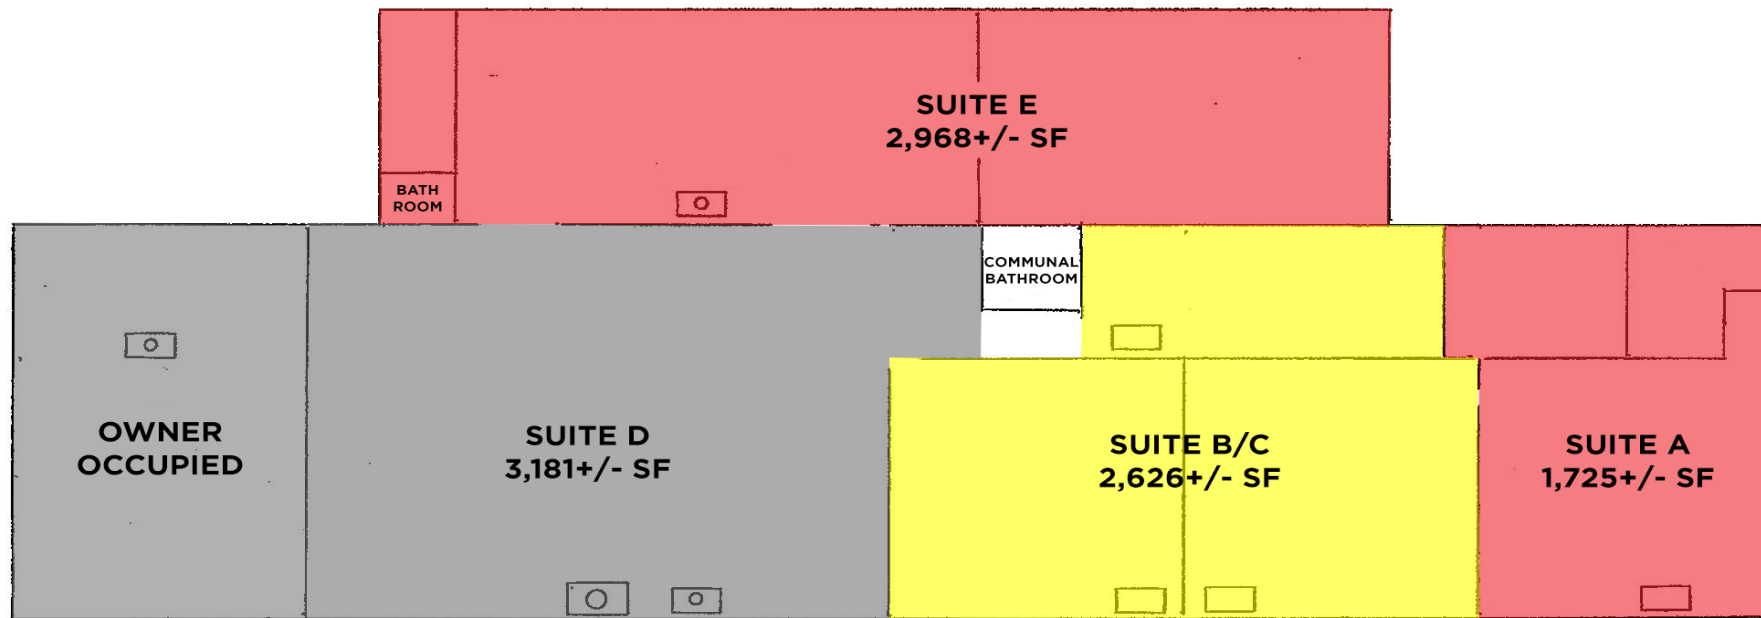 SUITE E
2,968+/- SF
BATH
ROOM
COMMUNAL
BATHROOM
OWNER
OCCUPIED
SUITE D
3,181+/- SF
SUITE B/C
2,626+/- SF
SUITE A
1,725+/- SF